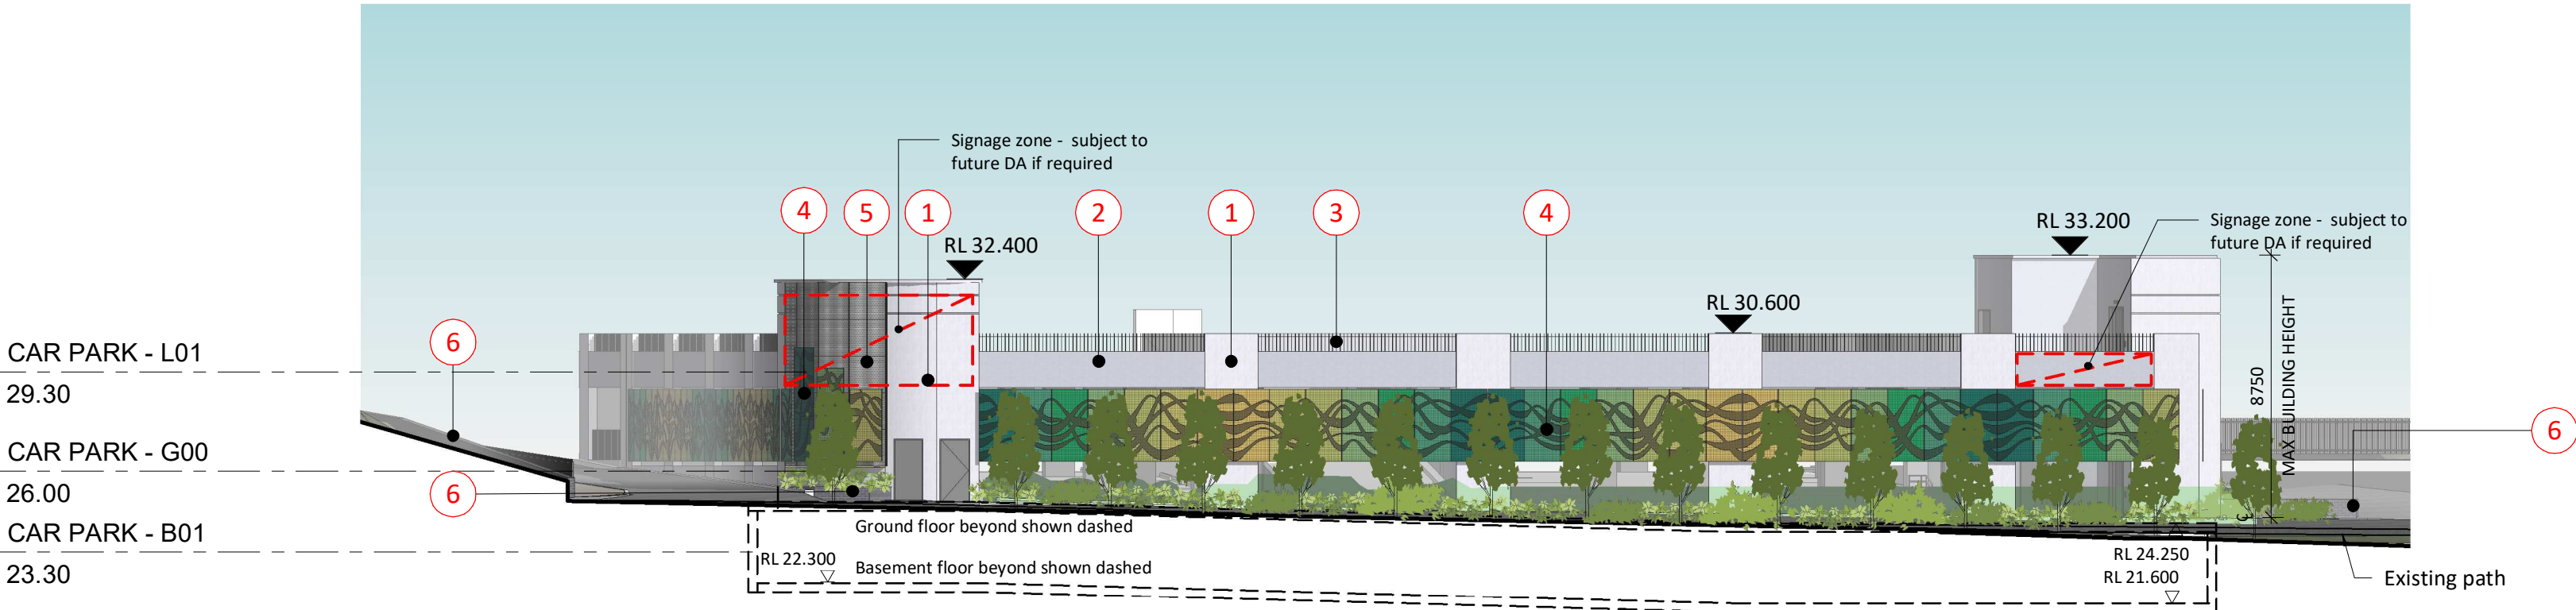 Signage zone - subject to
future DA if required
4
5
1
2
1
3
4
RL 32.400
RL 33.200
Signage zone - subject to
future DA if required
RL 30.600
6
CAR PARK - L01
29.30
8750
MAX BUILDING HEIGHT
6
CAR PARK - G00
26.00
6
CAR PARK - B01
23.30
Ground floor beyond shown dashed
RL 22.300
Basement floor beyond shown dashed
RL 24.250
RL 21.600
Existing path